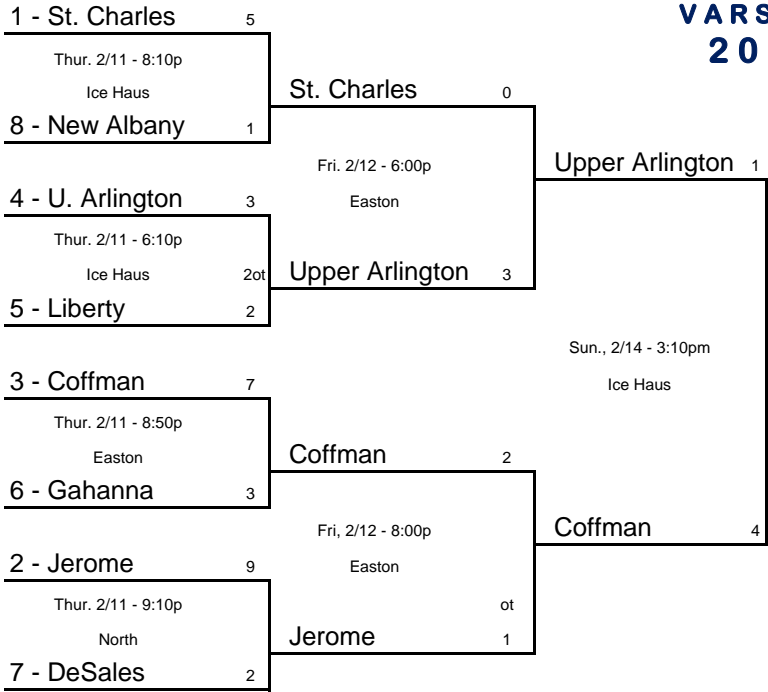 VARS
20
1 - St. Charles 5
Thur. 2/11 - 8:10p
Ice Haus
8 - New Albany 1
4 - U. Arlington 3
Thur. 2/11 - 6:10p
Ice Haus 2ot
5 - Liberty 2
3 - Coffman 7
Thur. 2/11 - 8:50p
Easton
6 - Gahanna 3
2 - Jerome 9
Thur. 2/11 - 9:10p
North
7 - DeSales 2
St. Charles 0
Fri. 2/12 - 6:00p
Easton
Upper Arlington 3
Coffman 2
Fri, 2/12 - 8:00p
Easton
ot
Jerome 1
Upper Arlington 1
Sun., 2/14 - 3:10pm
Ice Haus
Coffman 4